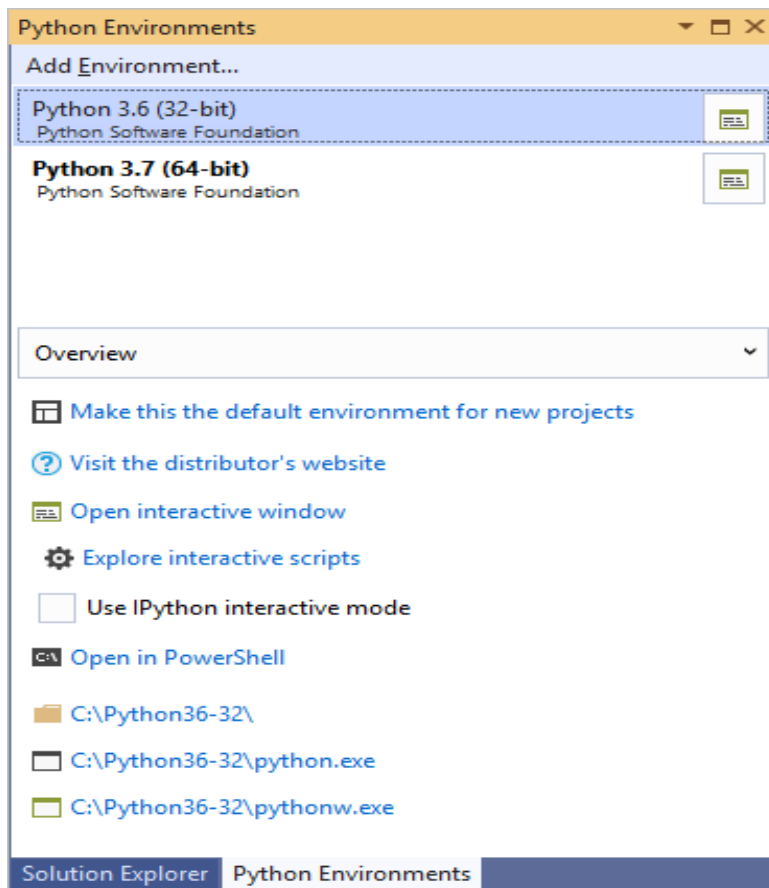 Python Environments
Add Environment...
Python 3.6 (32-bit)
Python Software Foundation
Python 3.7 (64-bit)
Python Software Foundation
Overview
Make this the default environment for new projects
Visit the distributor's website
Open interactive window
Explore interactive scripts
Use IPython interactive mode
C:\ Open in PowerShell
C:\Python36-32\
C:\Python36-32\python.exe
C:\Python36-32\pythonw.exe
Solution Explorer Python Environments